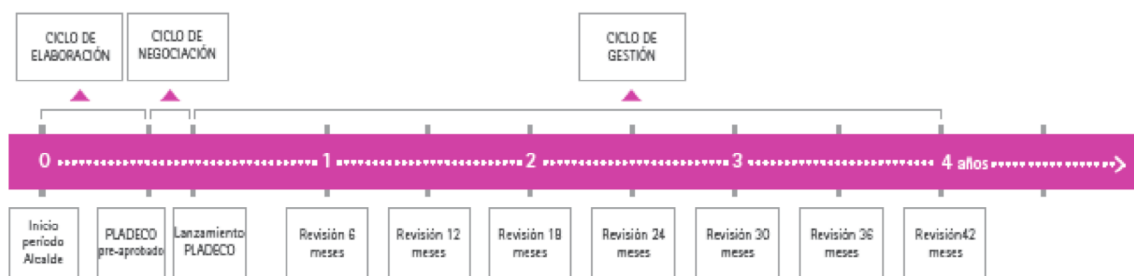 CICLO DE
ELABORACIÓN
CICLO DE
NEGOCIACIÓN
CICLO DE
GESTIÓN
0 1 2 3 4 años
Inicio
período
Alcalde
PLADECO
pre-aprobado
Lanzamiento
PLADECO
Revisión 6
meses
Revisión 12
meses
Revisión 18
meses
Revisión 24
meses
Revisión 30
meses
Revisión 36
meses
Revisión42
meses